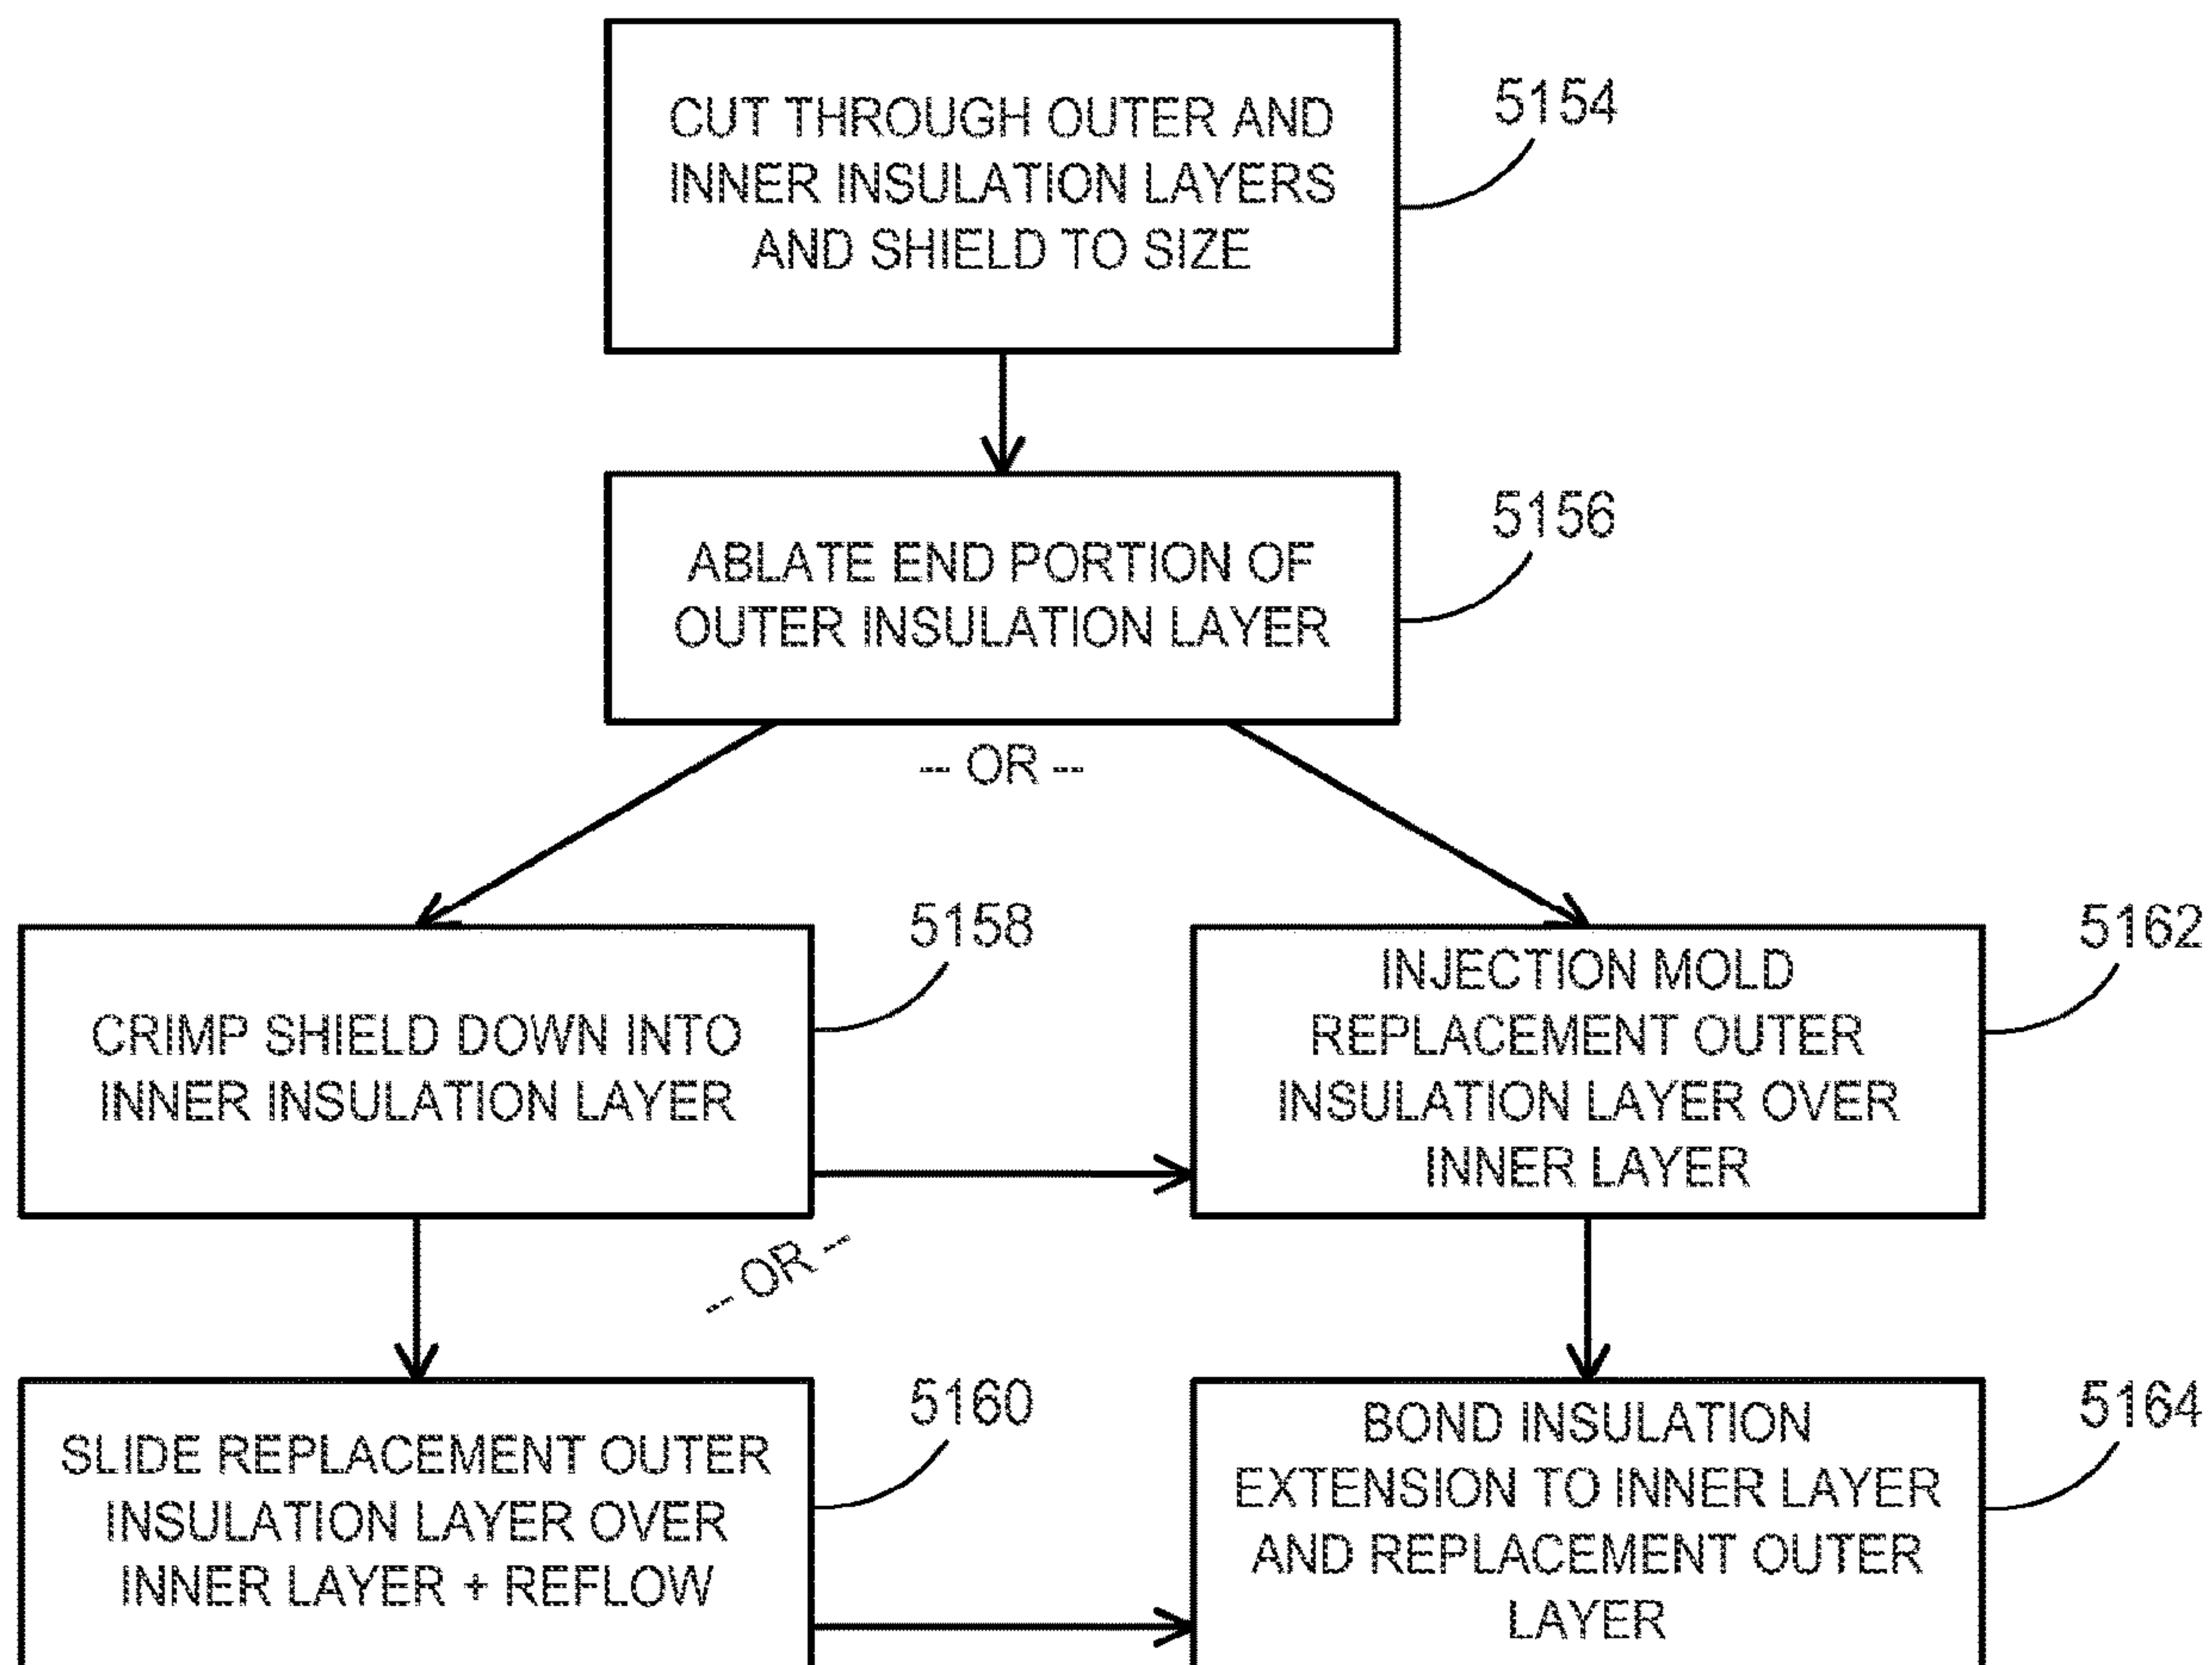 CUT THROUGH OUTER AND
INNER INSULATION LAYERS
AND SHIELD TO SIZE
5154
ABLATE END PORTION OF
OUTER INSULATION LAYER
5156
-- OR --
CRIMP SHIELD DOWN INTO
INNER INSULATION LAYER
5158
INJECTION MOLD
REPLACEMENT OUTER
INSULATION LAYER OVER
INNER LAYER
5162
-- OR --
SLIDE REPLACEMENT OUTER
INSULATION LAYER OVER
INNER LAYER + REFLOW
5160
BOND INSULATION
EXTENSION TO INNER LAYER
AND REPLACEMENT OUTER
LAYER
5164